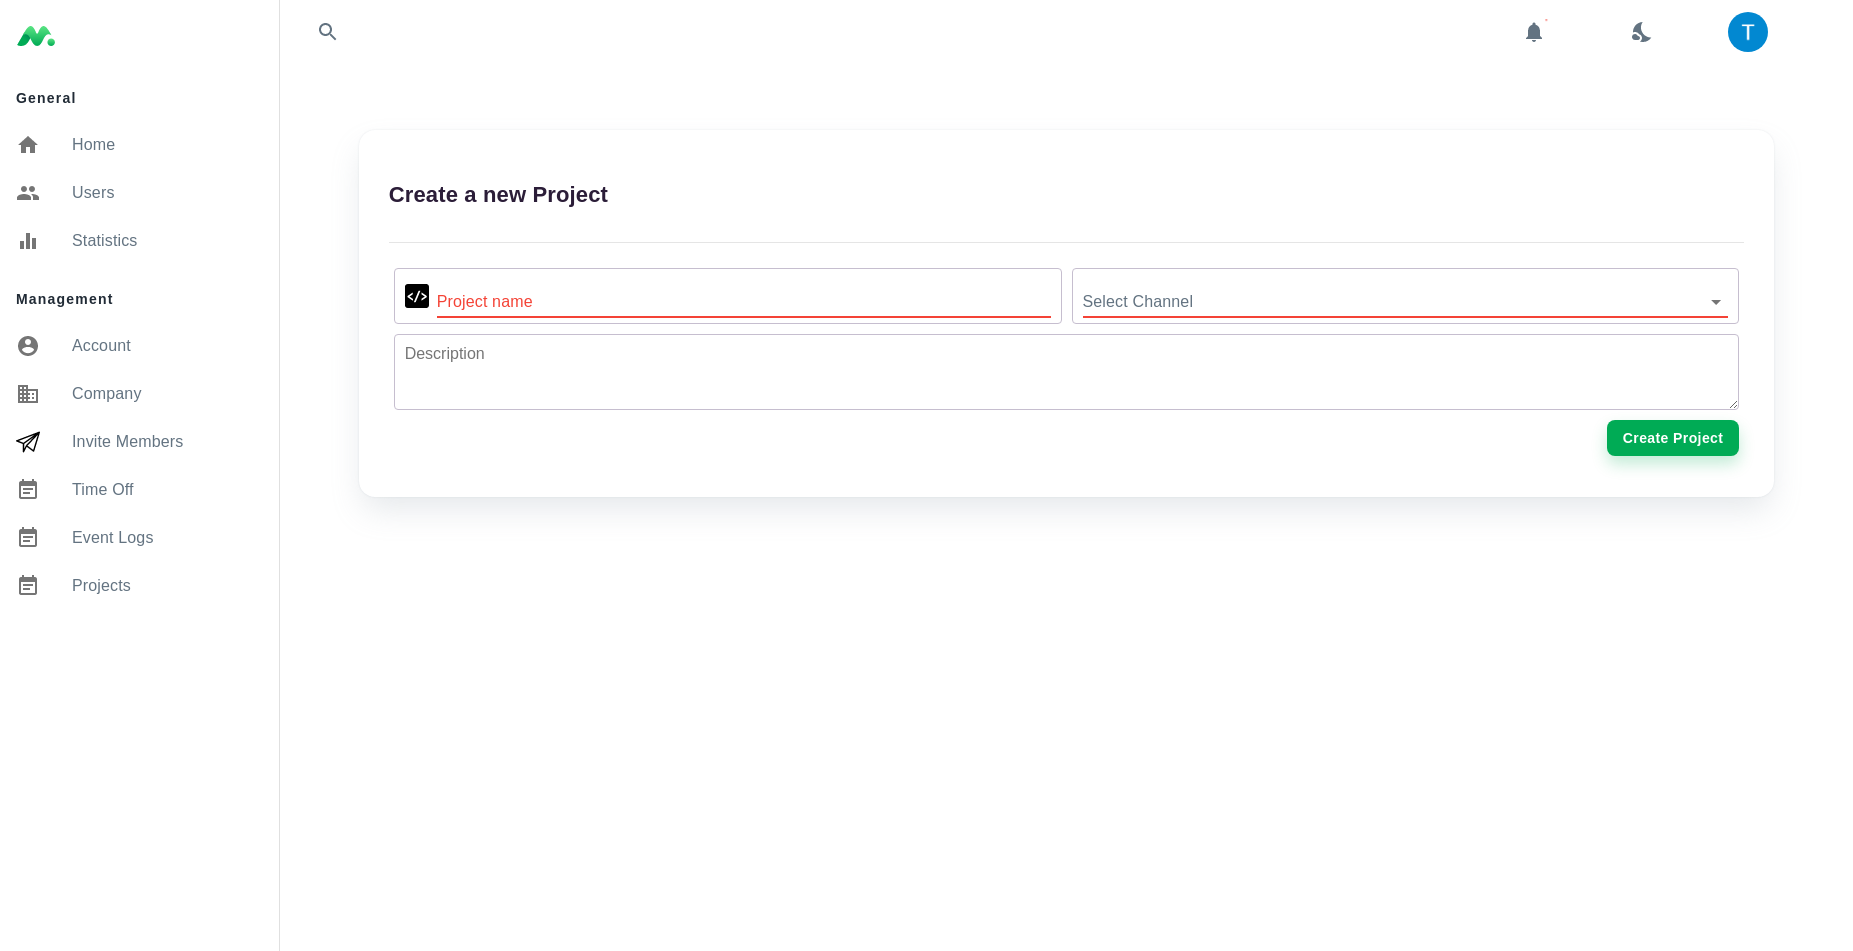 General
Home
Users
Statistics
Management
Account
Company
Invite Members
Time Off
Event Logs
Projects
T
Create a new Project
</> Project name
Select Channel
Description
Create Project